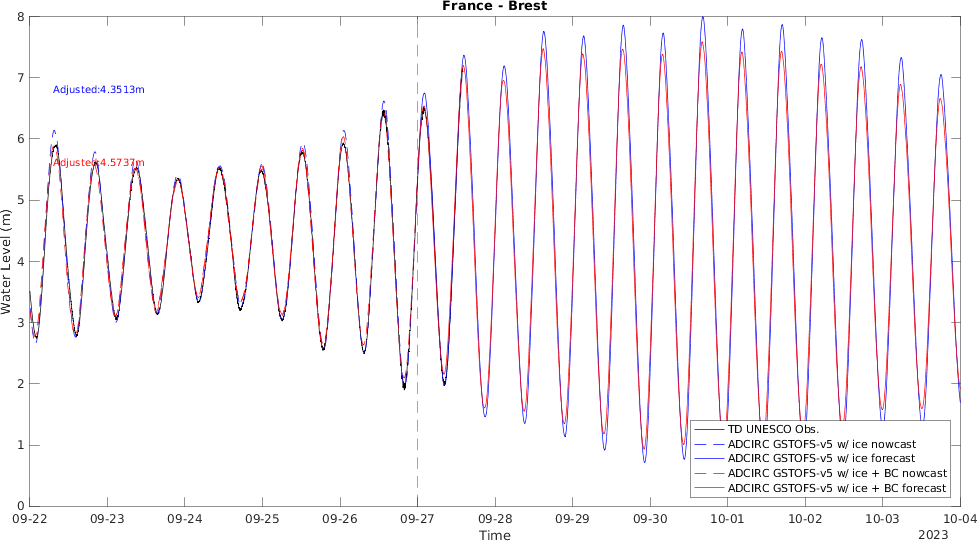 France - Brest
8
7
6
5
4
3
2
1
0
Water Level (m)
Adjusted:4.3513m
Adjusted:4.5737m
TD UNESCO Obs.
ADCIRC GSTOFS-v5 w/ ice nowcast
ADCIRC GSTOFS-v5 w/ ice forecast
ADCIRC GSTOFS-v5 w/ ice + BC nowcast
ADCIRC GSTOFS-v5 w/ ice + BC forecast
09-22 09-23 09-24 09-25 09-26 09-27 09-28 09-29 09-30 10-01 10-02 10-03 10-04
Time
2023